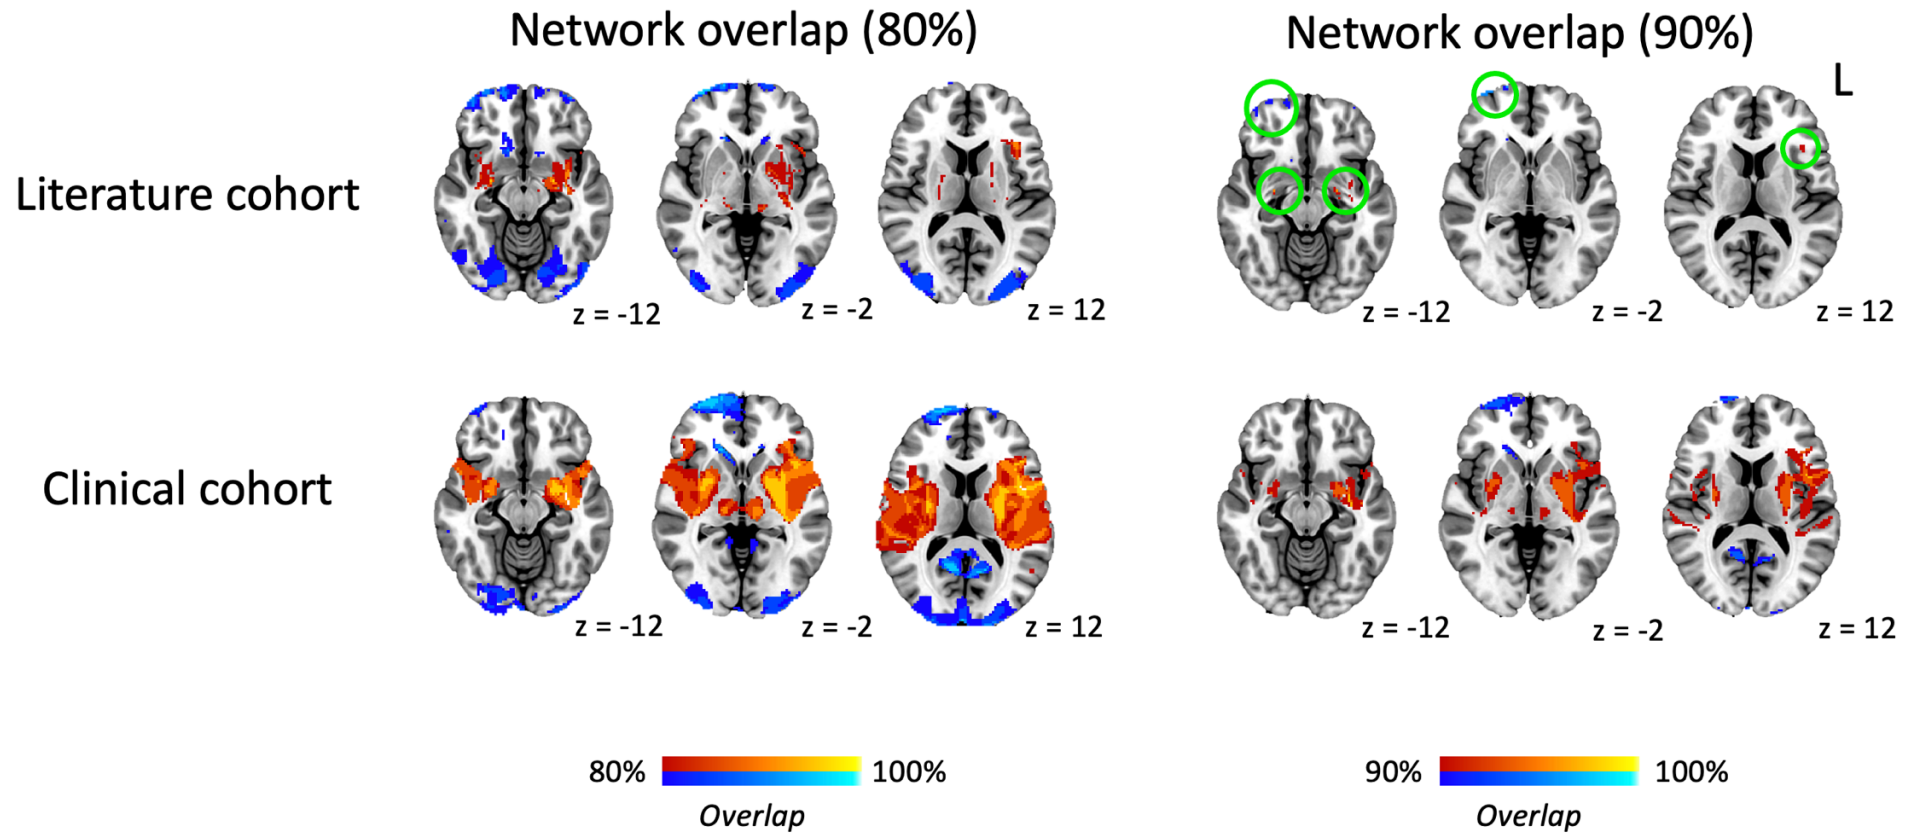 Network overlap (80%)
Network overlap (90%)
L
Literature cohort
z = -12
z = -2
z = 12
z = -12
z = -2
z = 12
Clinical cohort
z = -12
z = -2
z = 12
z = -12
z = -2
z = 12
80%
100%
Overlap
90%
100%
Overlap